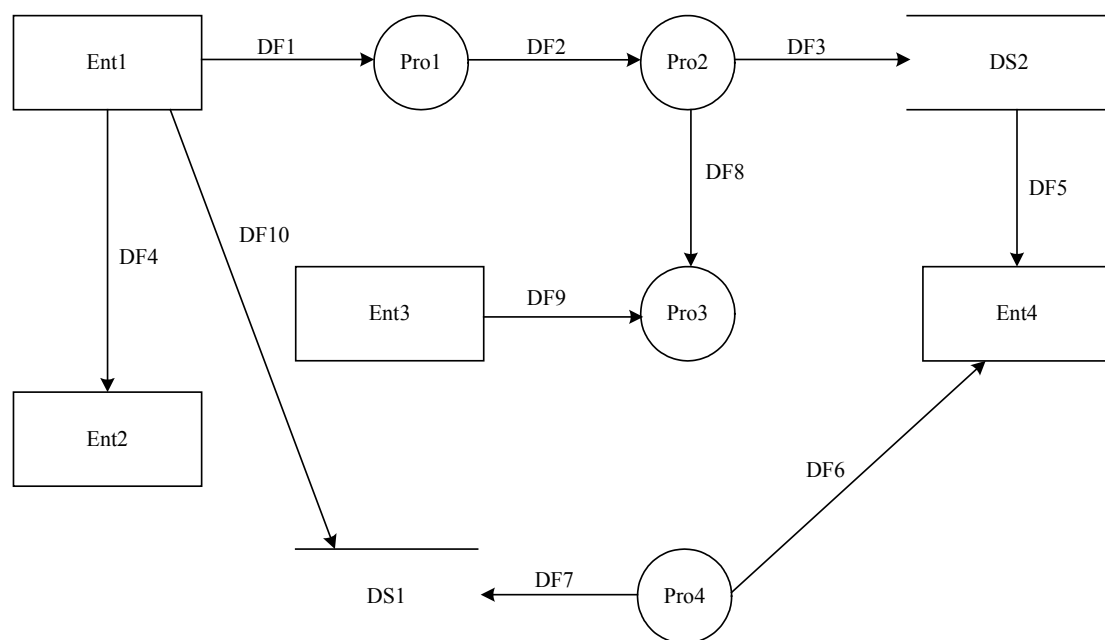 Ent1
DF1
Pro1
DF2
Pro2
DF3
DS2
DF8
DF5
DF10
DF4
Ent3
DF9
Pro3
Ent4
Ent2
DF6
DS1
DF7
Pro4